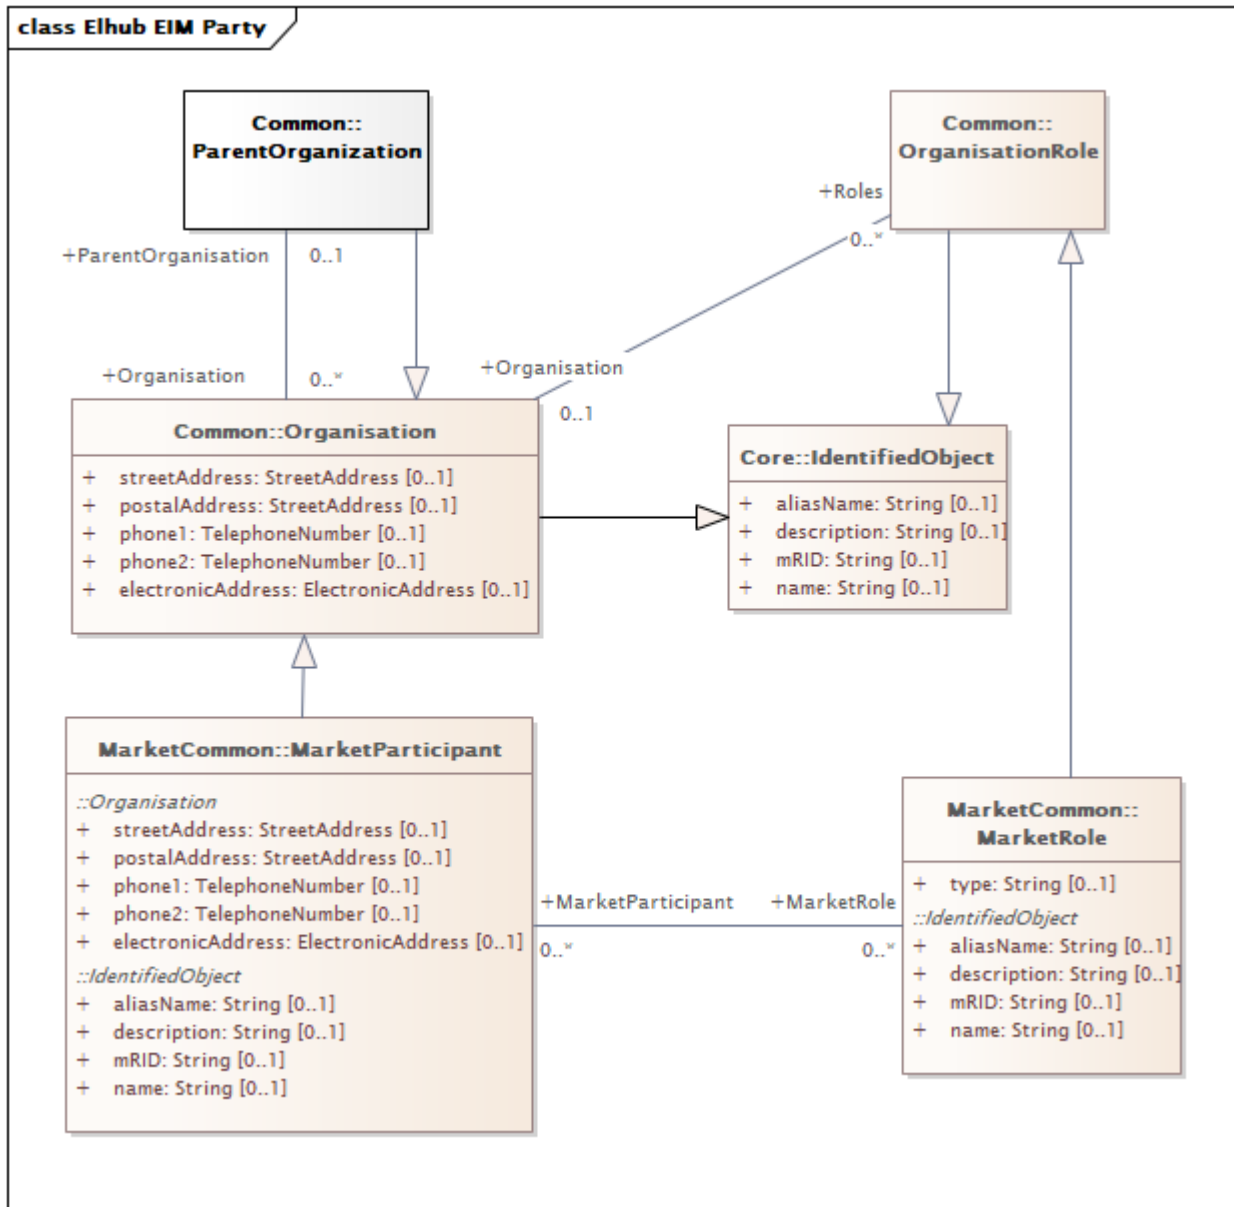 class Elhub EIM Party
Common::
ParentOrganization
Common::
OrganisationRole
+Roles
0..*
+ParentOrganisation
0..1
+Organisation
0..*
+Organisation
0..1
Common::Organisation
+ streetAddress: StreetAddress [0..1]
+ postalAddress: StreetAddress [0..1]
+ phone1: TelephoneNumber [0..1]
+ phone2: TelephoneNumber [0..1]
+ electronicAddress: ElectronicAddress [0..1]
Core::IdentifiedObject
+ aliasName: String [0..1]
+ description: String [0..1]
+ mRID: String [0..1]
+ name: String [0..1]
MarketCommon::MarketParticipant
::Organisation
+ streetAddress: StreetAddress [0..1]
+ postalAddress: StreetAddress [0..1]
+ phone1: TelephoneNumber [0..1]
+ phone2: TelephoneNumber [0..1]
+ electronicAddress: ElectronicAddress [0..1]
::IdentifiedObject
+ aliasName: String [0..1]
+ description: String [0..1]
+ mRID: String [0..1]
+ name: String [0..1]
+MarketParticipant
0..*
+MarketRole
0..*
MarketCommon::
MarketRole
+ type: String [0..1]
::IdentifiedObject
+ aliasName: String [0..1]
+ description: String [0..1]
+ mRID: String [0..1]
+ name: String [0..1]